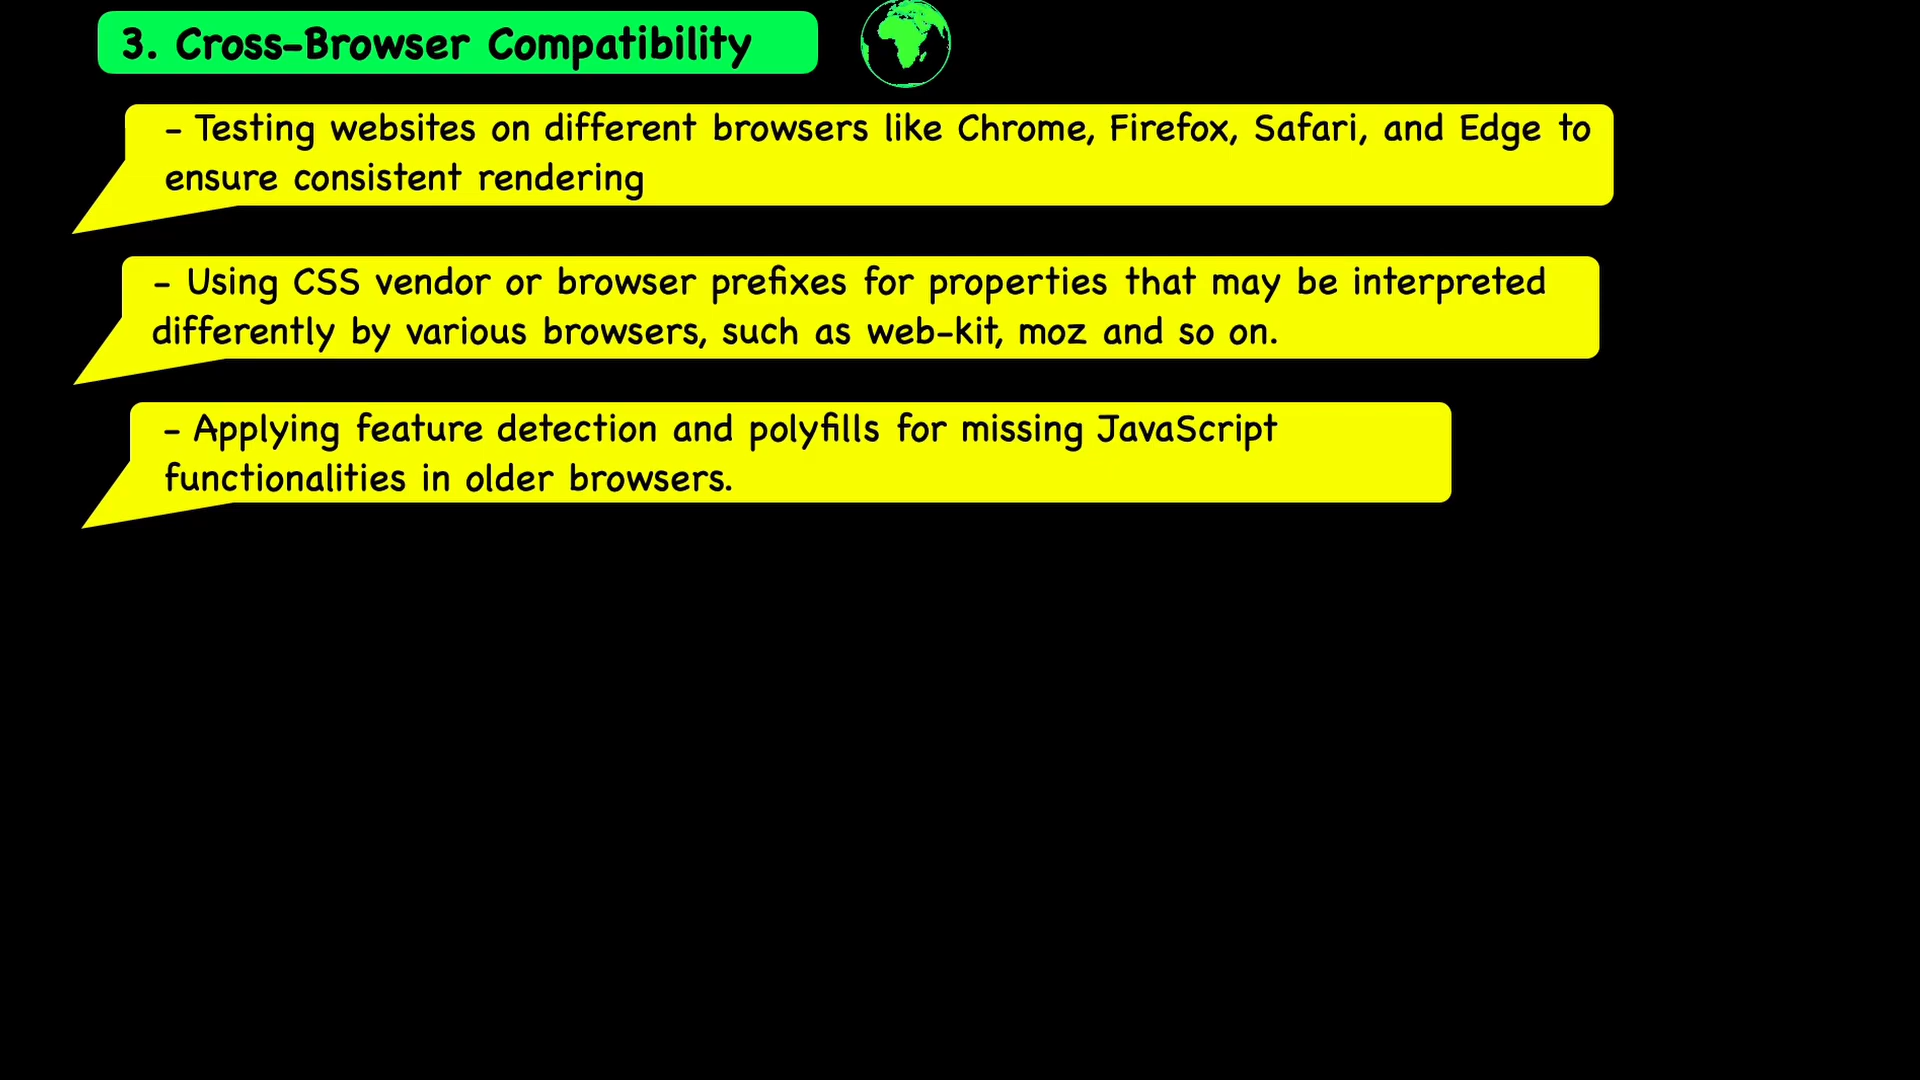 3. Cross-Browser Compatibility
- Testing websites on different browsers like Chrome, Firefox, Safari, and Edge to
ensure consistent rendering
- Using CSS vendor or browser prefixes for properties that may be interpreted
differently by various browsers, such as web-kit, moz and so on.
- Applying feature detection and polyfills for missing JavaScript
functionalities in older browsers.